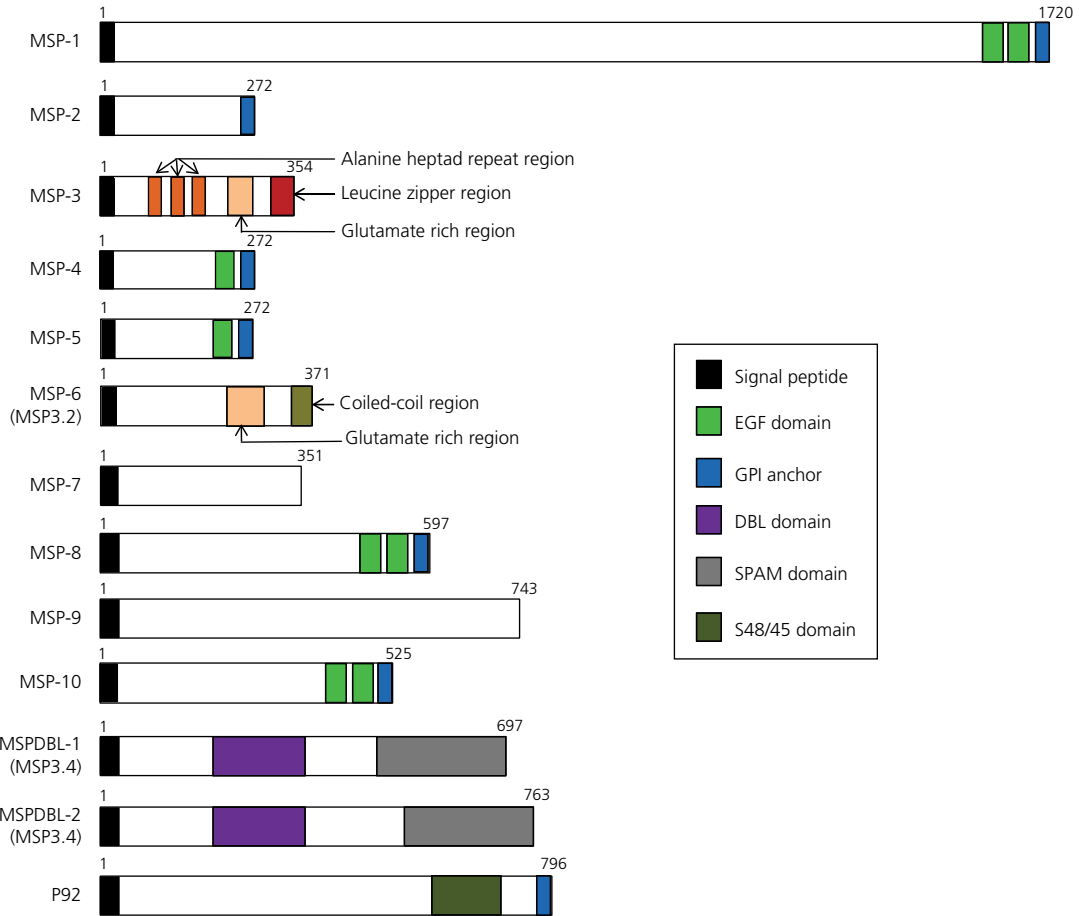 1 1720
MSP-1
1 272
MSP-2
Alanine heptad repeat region
1 354
MSP-3
Leucine zipper region
Glutamate rich region
1 272
MSP-4
1 272
MSP-5
1 371
MSP-6
(MSP3.2)
Coiled-coil region
Glutamate rich region
1 351
MSP-7
1 597
MSP-8
1 743
MSP-9
1 525
MSP-10
1 697
MSPDBL-1
(MSP3.4)
1 763
MSPDBL-2
(MSP3.4)
1 796
P92
Signal peptide
EGF domain
GPI anchor
DBL domain
SPAM domain
S48/45 domain